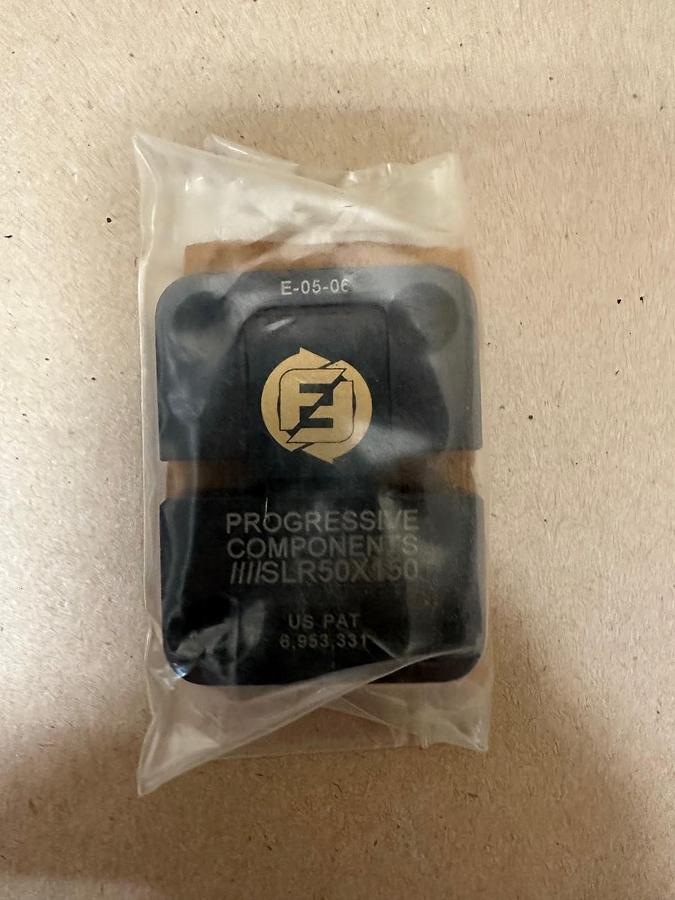 E-05-06
PROGRESSIVE
COMPONENTS
////SLR50X150
US PAT
6,953,331